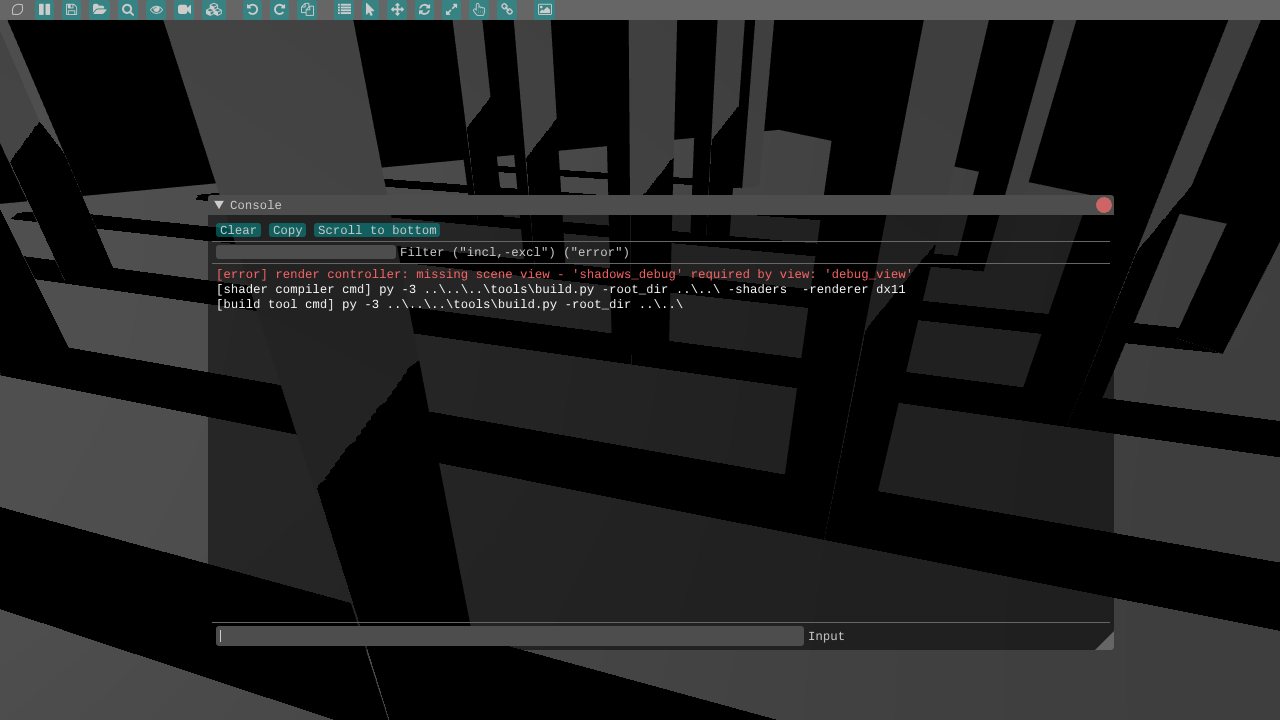 Console
Clear Copy Scroll to bottom
Filter ("incl,-excl") ("error")
[error] render controller: missing scene view - 'shadows_debug' required by view: 'debug_view'
[shader compiler cmd] py -3 ..\..\..\tools\build.py -root_dir ..\..\ -shaders  -renderer dx11
[build tool cmd] py -3 ..\..\..\tools\build.py -root_dir ..\..\
Input